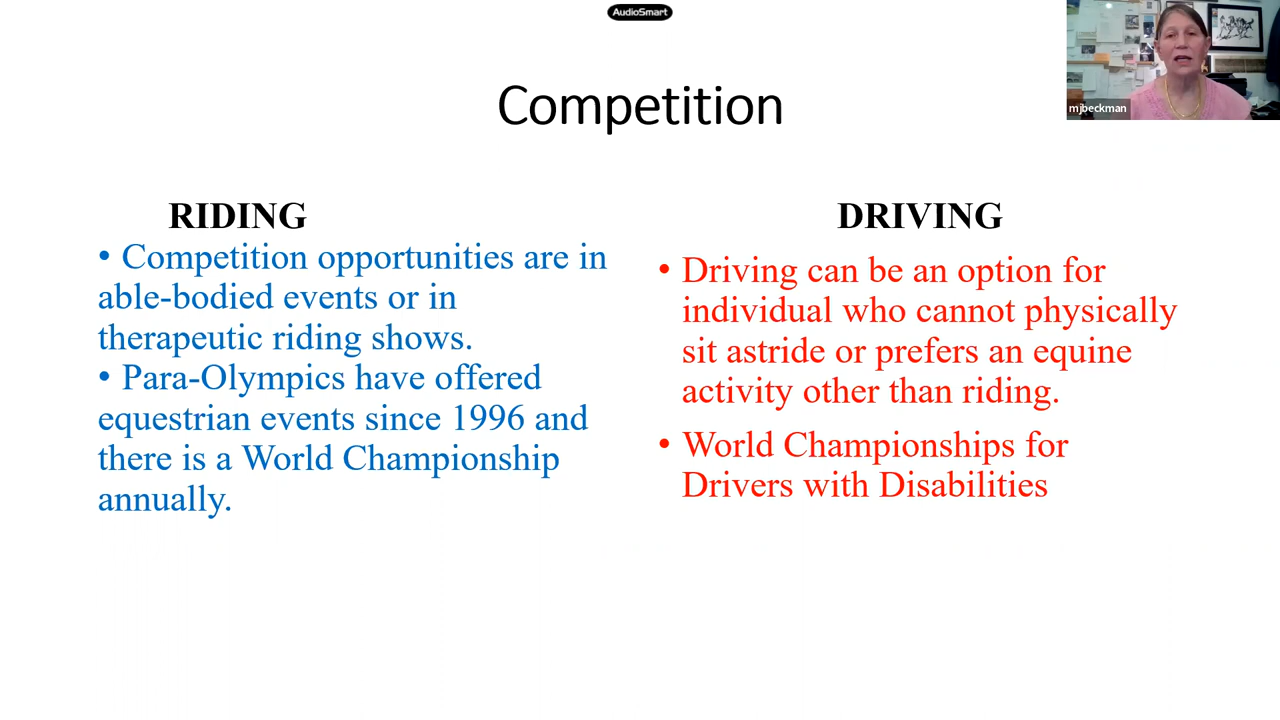 AudioSmart
mjbeckman
Competition
RIDING
• Competition opportunities are in
able-bodied events or in
therapeutic riding shows.
• Para-Olympics have offered
equestrian events since 1996 and
there is a World Championship
annually.
DRIVING
• Driving can be an option for
individual who cannot physically
sit astride or prefers an equine
activity other than riding.
• World Championships for
Drivers with Disabilities